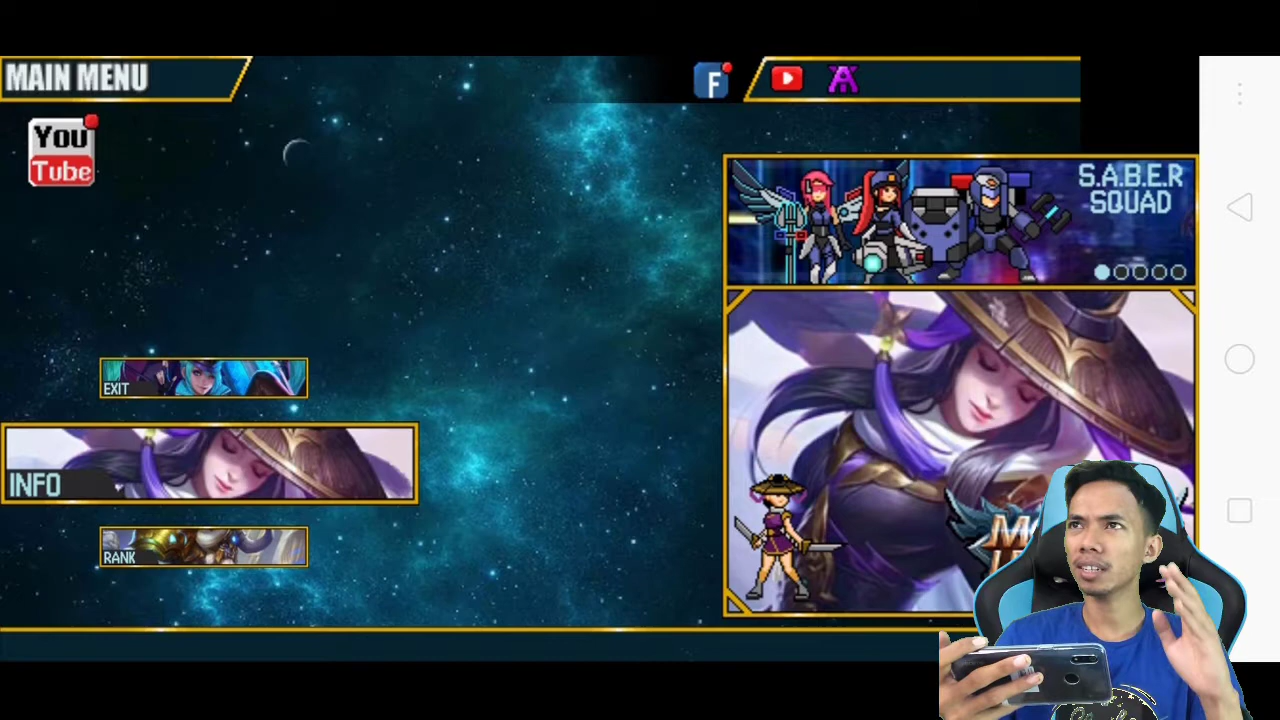 MAIN MENU
F
You
Tube
S.A.B.E.R
SQUAD
EXIT
INFO
RANK